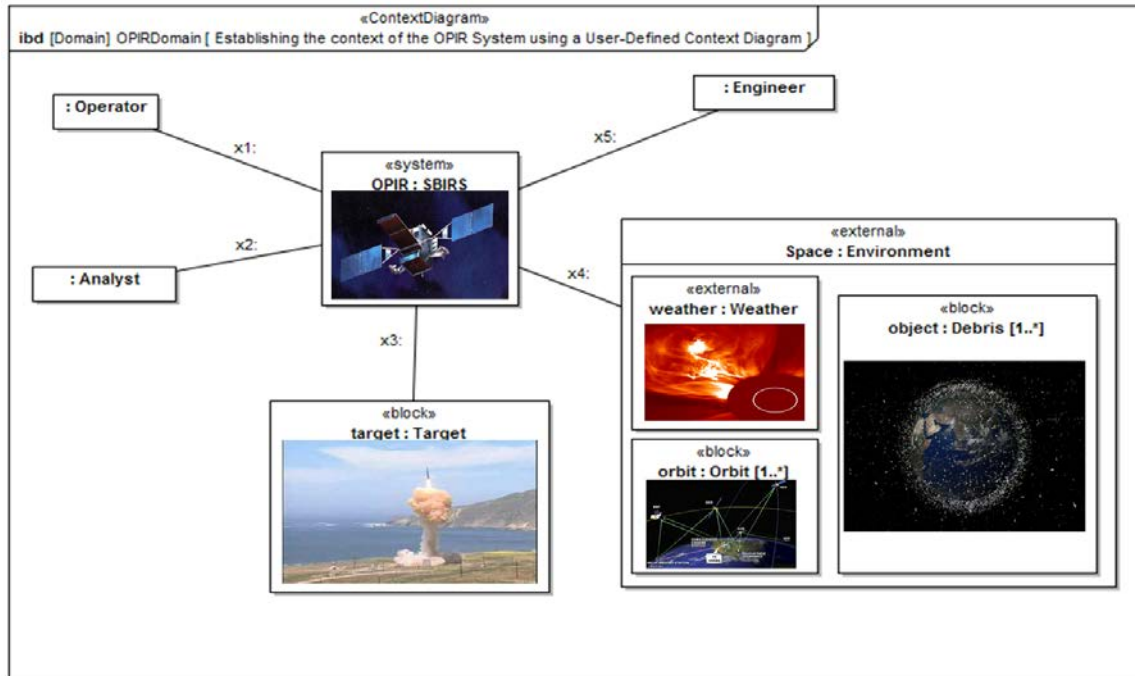 «ContextDiagram»
ibd [Domain] OPIRDomain [ Establishing the context of the OPIR System using a User-Defined Context Diagram ]
: Operator
: Engineer
x1:
x5:
«system»
OPIR : SBIRS
x2:
: Analyst
x4:
x3:
«external»
Space : Environment
«external»
weather : Weather
«block»
object : Debris [1..*]
«block»
target : Target
«block»
orbit : Orbit [1..*]